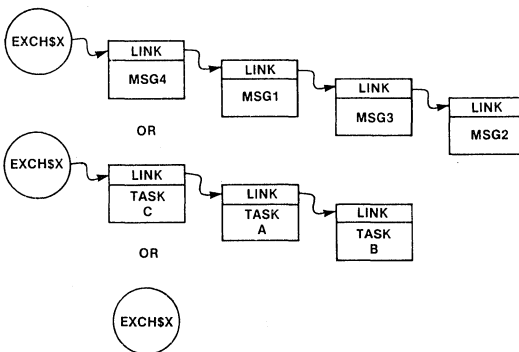 EXCH$X
LINK
MSG4
LINK
MSG1
LINK
MSG3
LINK
MSG2
OR
EXCH$X
LINK
TASK
C
LINK
TASK
A
LINK
TASK
B
OR
EXCH$X